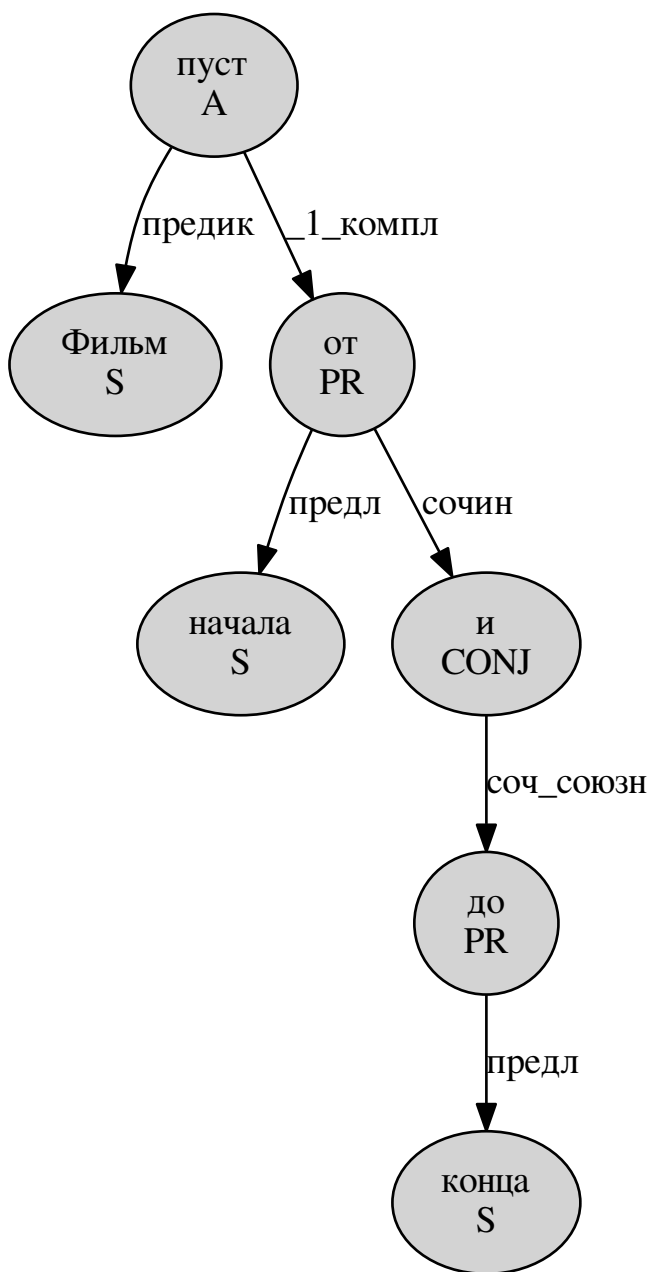 пуст
A
предик
_1_компл
Фильм
S
от
PR
предл
сочин
начала
S
и
CONJ
соч_союзн
до
PR
предл
конца
S